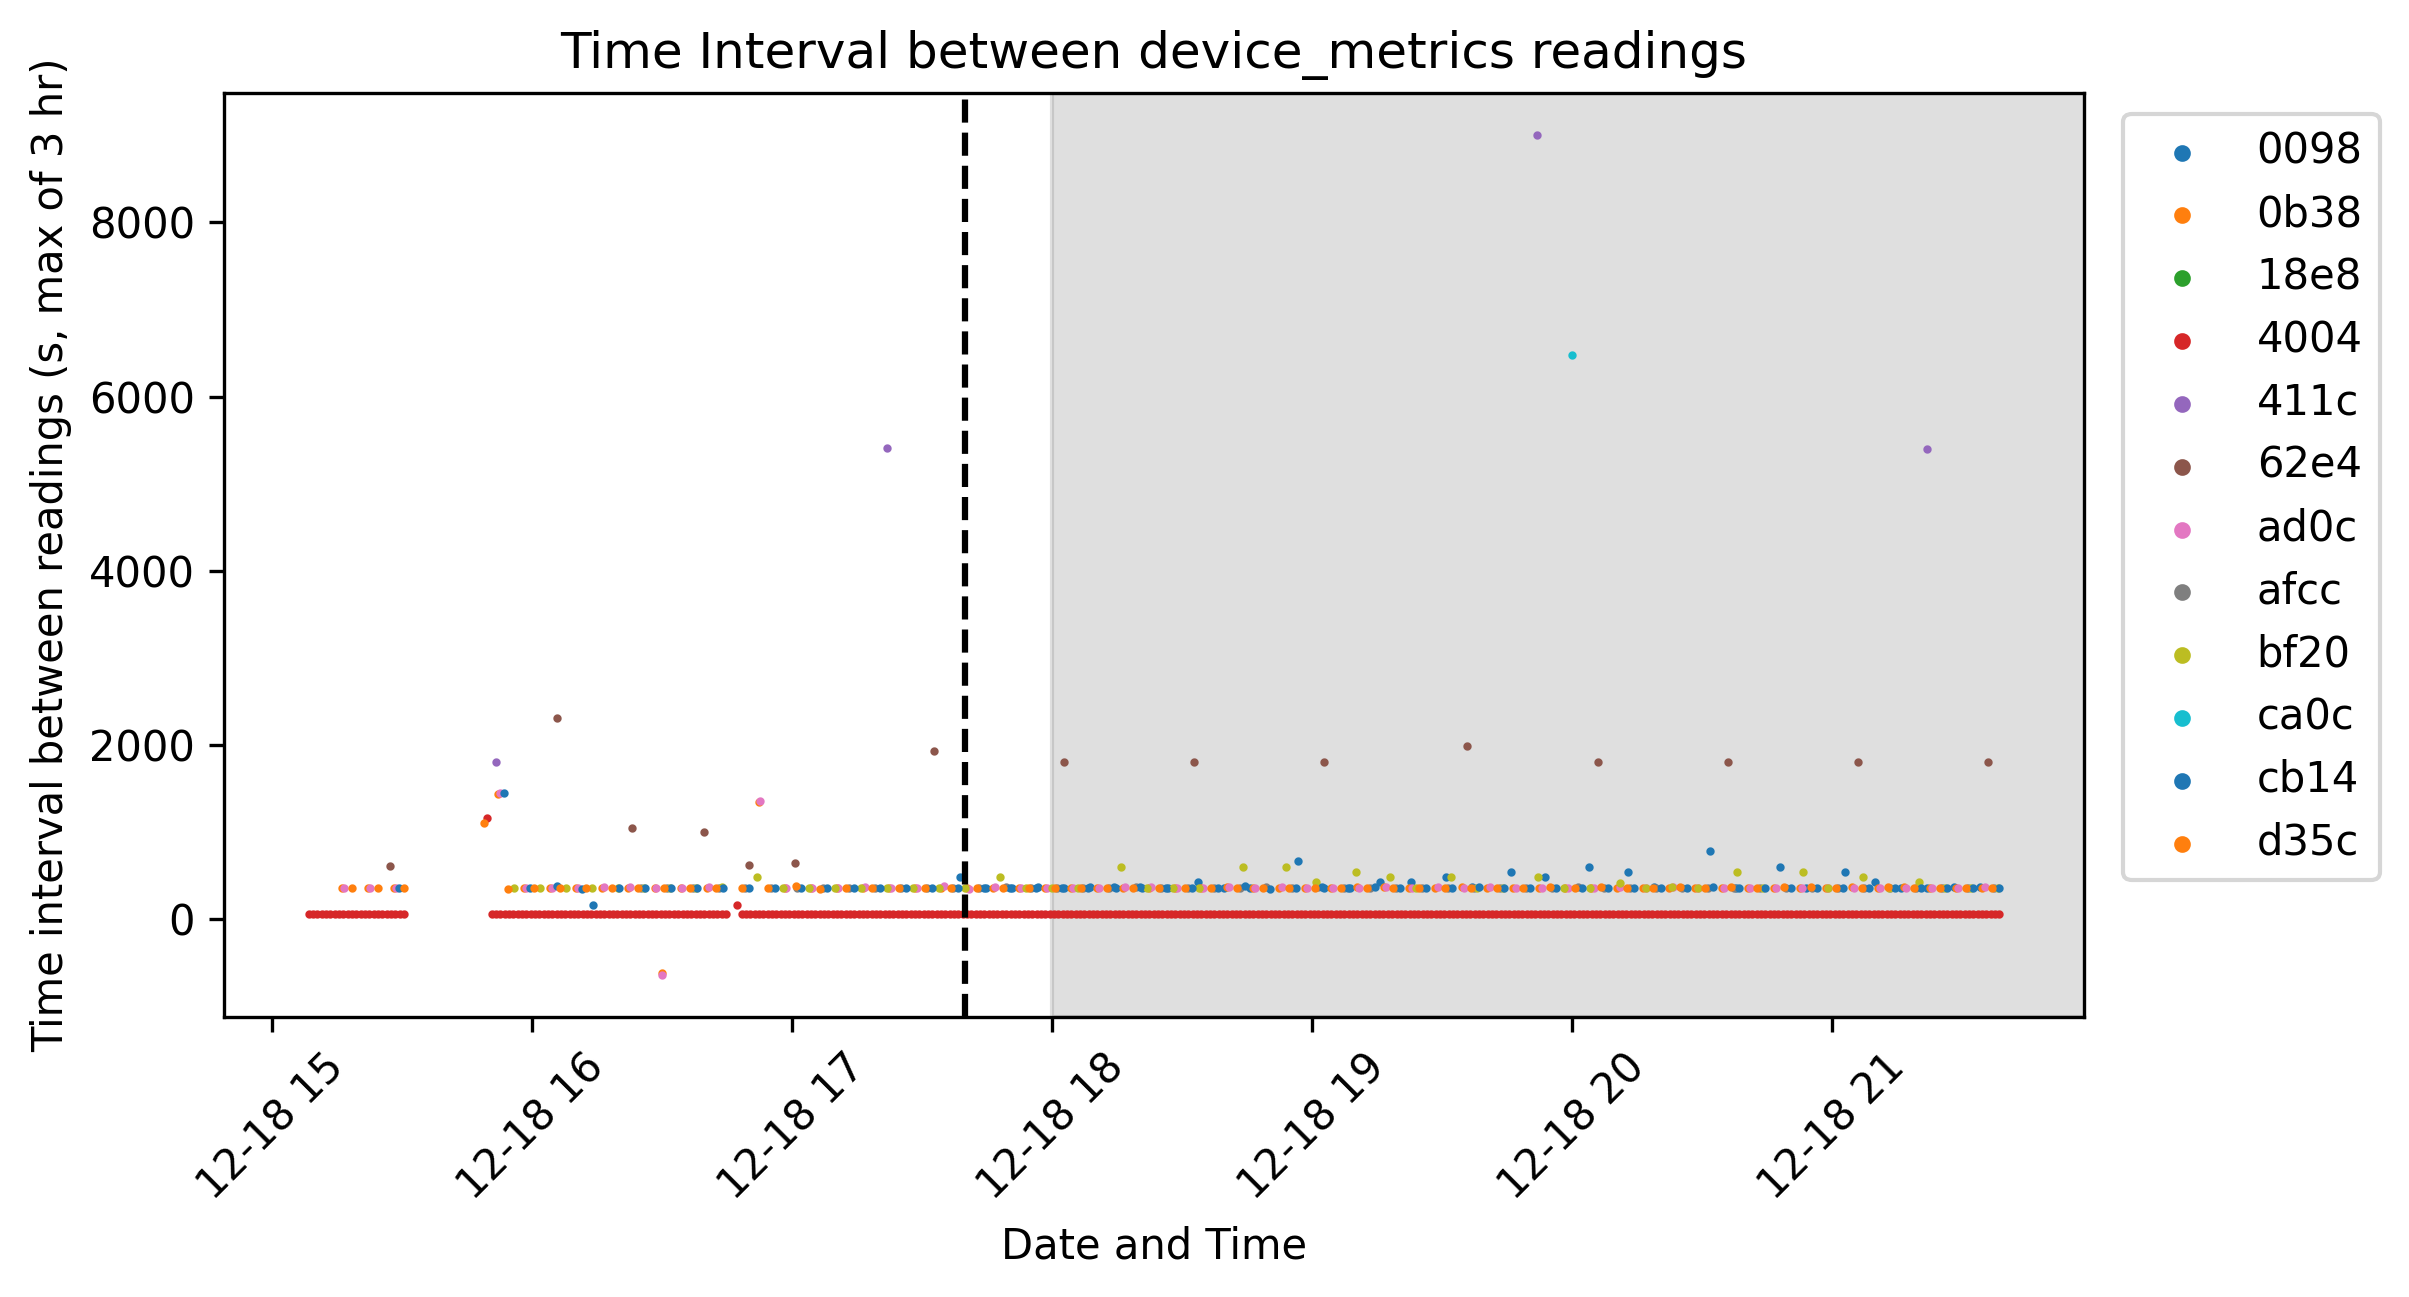 Time Interval between device_metrics readings
Time interval between readings (s, max of 3 hr)
8000
6000
4000
2000
0
12-18 15
12-18 16
12-18 17
12-18 18
12-18 19
12-18 20
12-18 21
Date and Time
0098
0b38
18e8
4004
411c
62e4
ad0c
afcc
bf20
ca0c
cb14
d35c